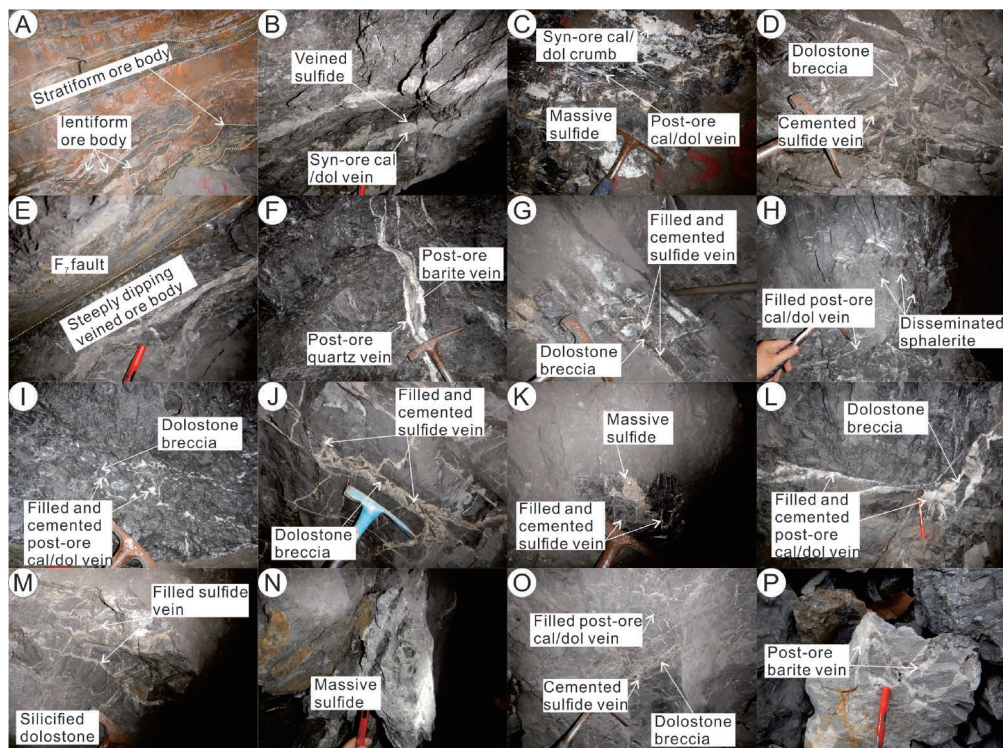 A
Stratiform ore body
lentiform
ore body
B
Veined
sulfide
Syn-ore cal
/dol vein
C
Syn-ore cal/
dol crumb
Massive
sulfide
Post-ore
cal/dol vein
D
Dolostone
breccia
Cemented
sulfide vein
E
F7 fault
Steeply dipping
veined ore body
F
Post-ore
barite vein
Post-ore
quartz vein
G
Filled and
cemented
sulfide vein
Dolostone
breccia
H
Filled post-ore
cal/dol vein
Disseminated
sphalerite
I
Dolostone
breccia
Filled and
cemented
post-ore
cal/dol vein
J
Filled and
cemented
sulfide vein
Dolostone
breccia
K
Massive
sulfide
Filled and
cemented
sulfide vein
L
Dolostone
breccia
Filled and
cemented
post-ore
cal/dol vein
M
Filled sulfide
vein
Silicified
dolostone
N
Massive
sulfide
O
Filled post-ore
cal/dol vein
Cemented
sulfide vein
Dolostone
breccia
P
Post-ore
barite vein